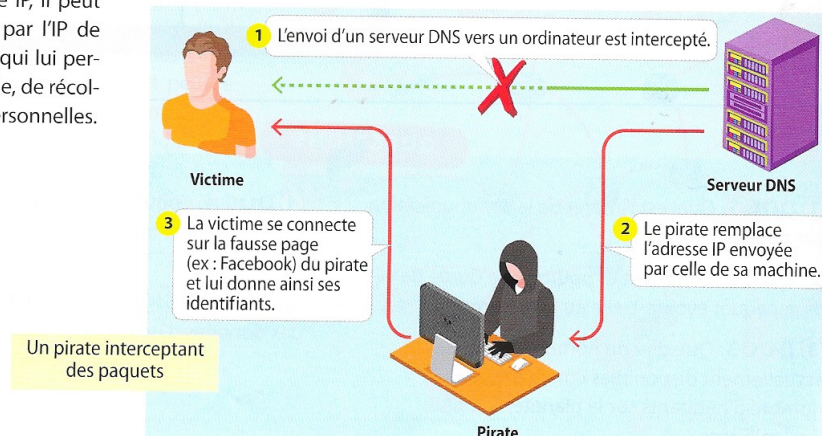 e IP, il peut
par l'IP de
qui lui per-
e, de récol-
ersonnelles.
1 L'envoi d'un serveur DNS vers un ordinateur est intercepté.
Victime
Serveur DNS
3 La victime se connecte
sur la fausse page
(ex : Facebook) du pirate
et lui donne ainsi ses
identifiants.
2 Le pirate remplace
l'adresse IP envoyée
par celle de sa machine.
Un pirate interceptant
des paquets
Pirate